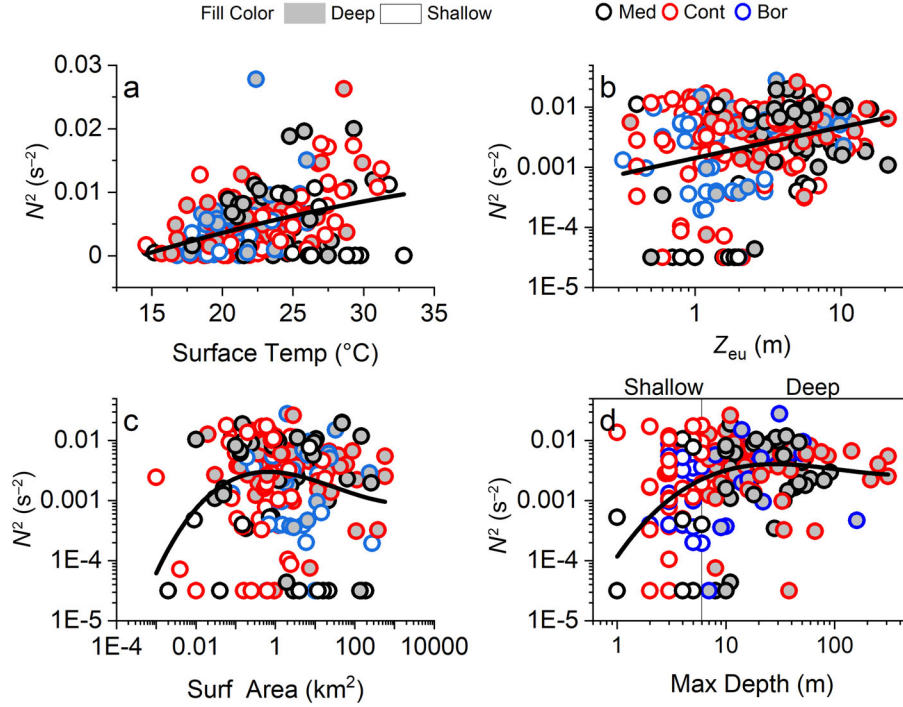 Fill Color Deep Shallow Med Cont Bor
a
0.03
0.02
0.01
0
N² (s⁻²)
15 20 25 30 35
Surface Temp (°C)
b
0.01
0.001
1E-4
1E-5
N² (s⁻²)
1 10
Zeu (m)
c
0.01
0.001
1E-4
1E-5
N² (s⁻²)
1E-4 0.01 1 100 10000
Surf Area (km²)
Shallow Deep
d
0.01
0.001
1E-4
1E-5
N² (s⁻²)
1 10 100
Max Depth (m)